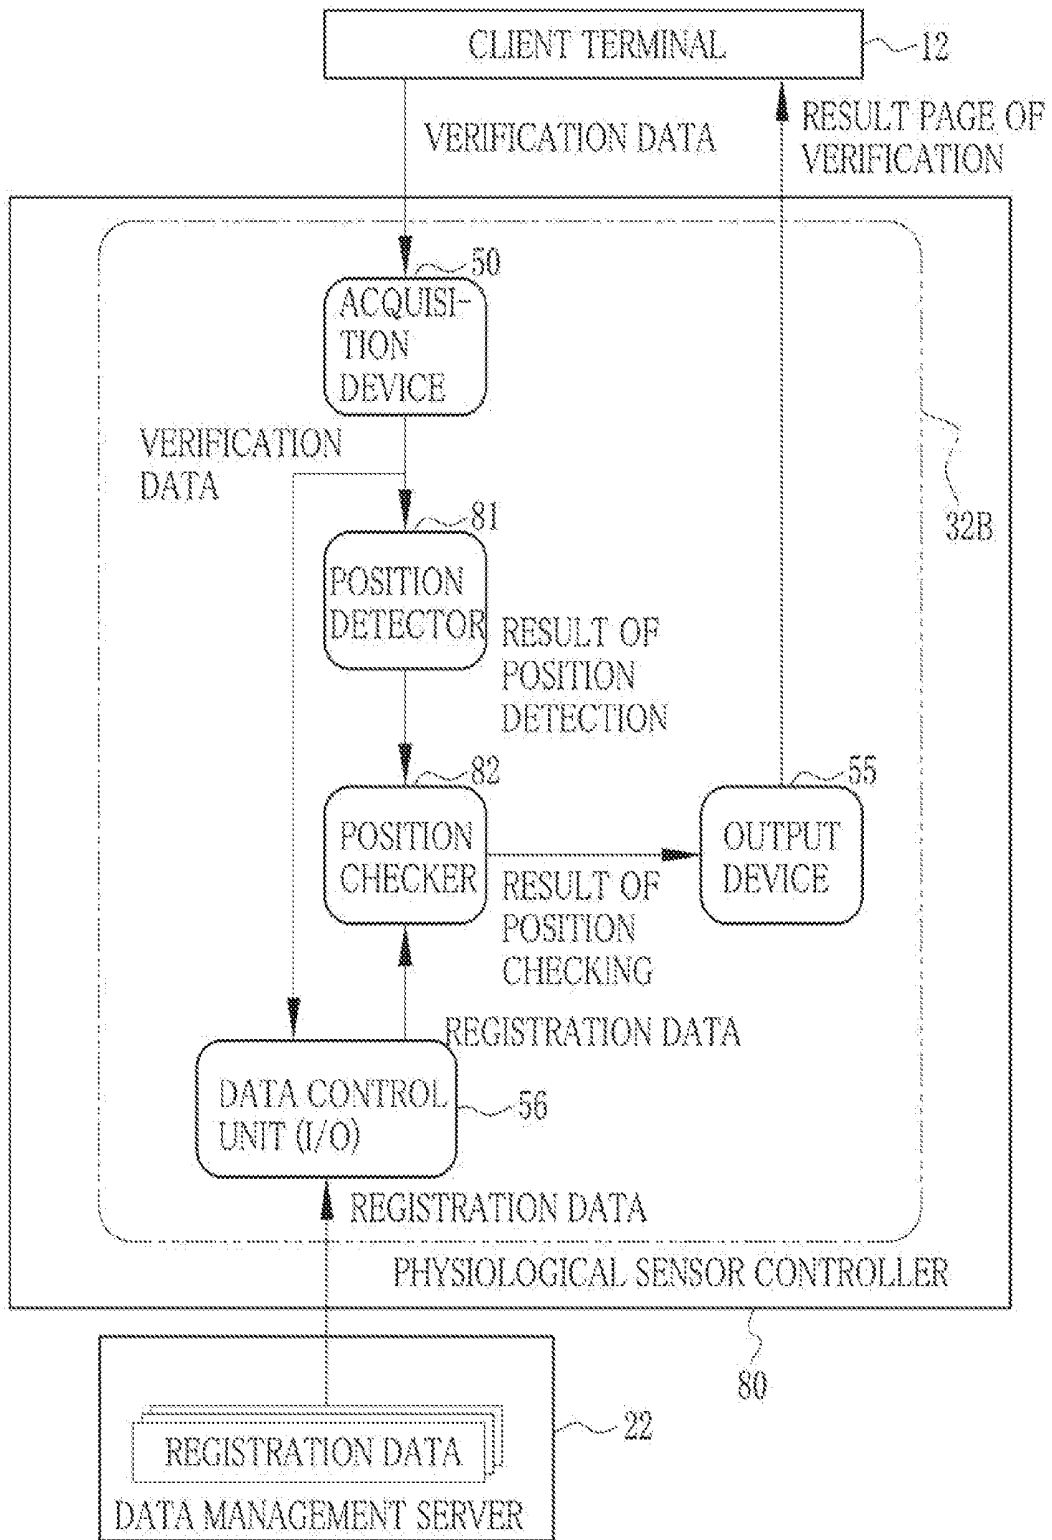 CLIENT TERMINAL
12
VERIFICATION DATA
RESULT PAGE OF
VERIFICATION
50
ACQUISI-
TION
DEVICE
VERIFICATION
DATA
32B
81
POSITION
DETECTOR
RESULT OF
POSITION
DETECTION
82
POSITION
CHECKER
55
OUTPUT
DEVICE
RESULT OF
POSITION
CHECKING
REGISTRATION DATA
DATA CONTROL
UNIT (I/O)
56
REGISTRATION DATA
PHYSIOLOGICAL SENSOR CONTROLLER
80
REGISTRATION DATA
22
DATA MANAGEMENT SERVER